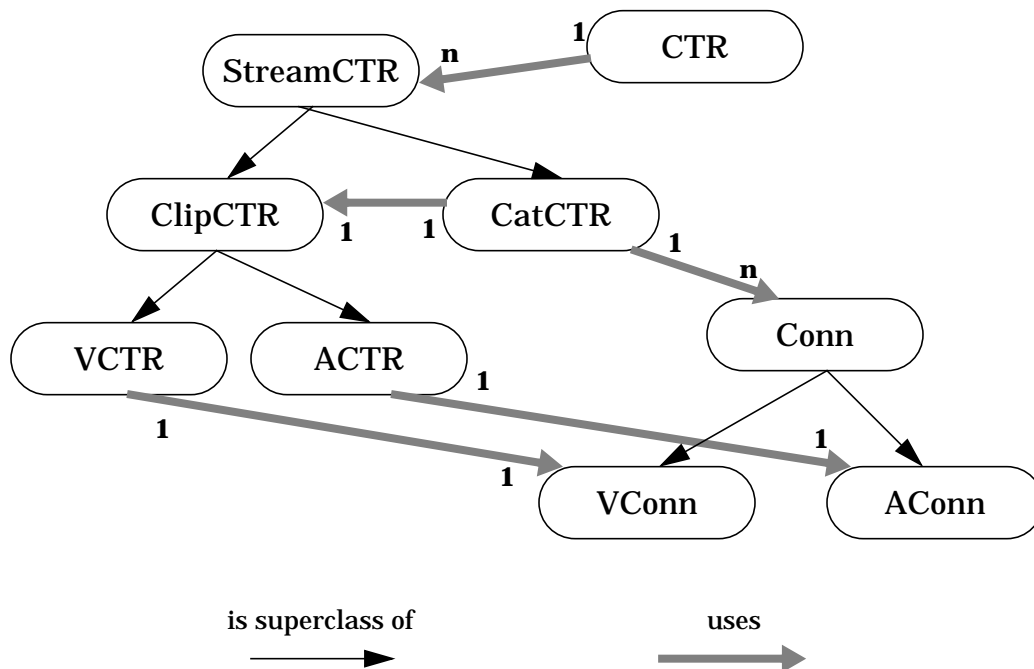 1
CTR
n
StreamCTR
ClipCTR
CatCTR
1
1
1
n
VCTR
ACTR
Conn
1
1
1
1
VConn
AConn
is superclass of
uses